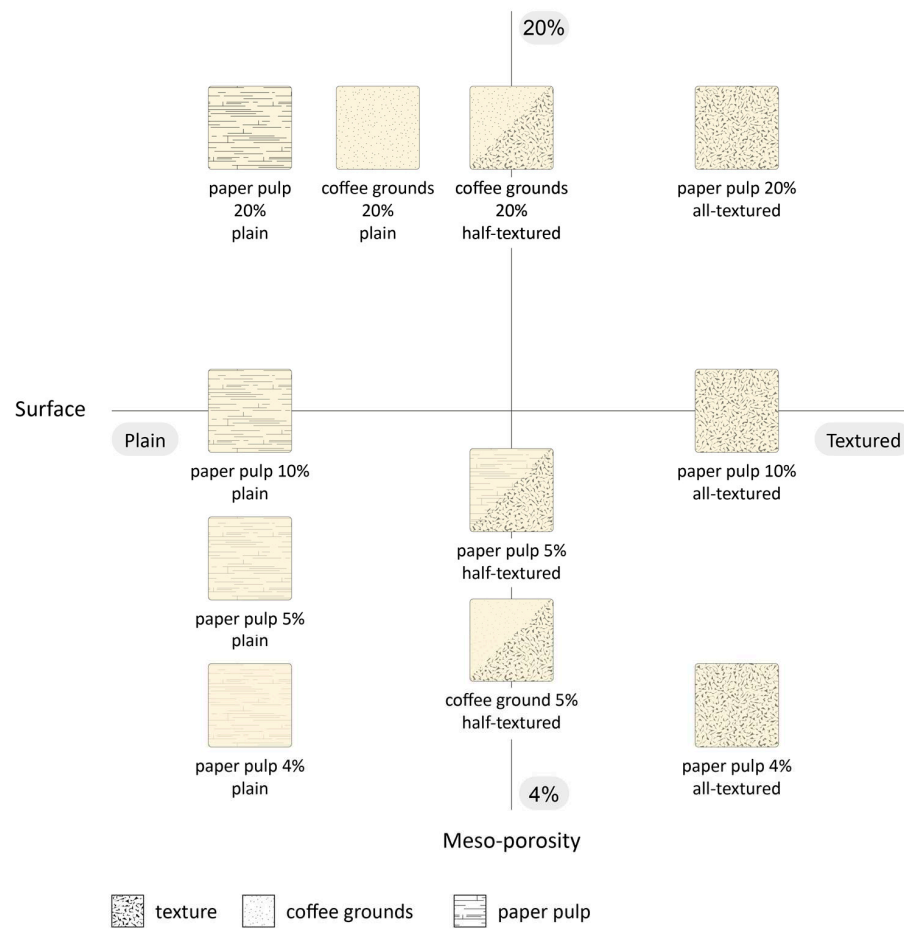 20%
paper pulp
20%
plain
coffee grounds
20%
plain
coffee grounds
20%
half-textured
paper pulp 20%
all-textured
Surface
Plain
Textured
paper pulp 10%
plain
paper pulp 10%
all-textured
paper pulp 5%
half-textured
paper pulp 5%
plain
coffee ground 5%
half-textured
paper pulp 4%
plain
paper pulp 4%
all-textured
4%
Meso-porosity
texture
coffee grounds
paper pulp